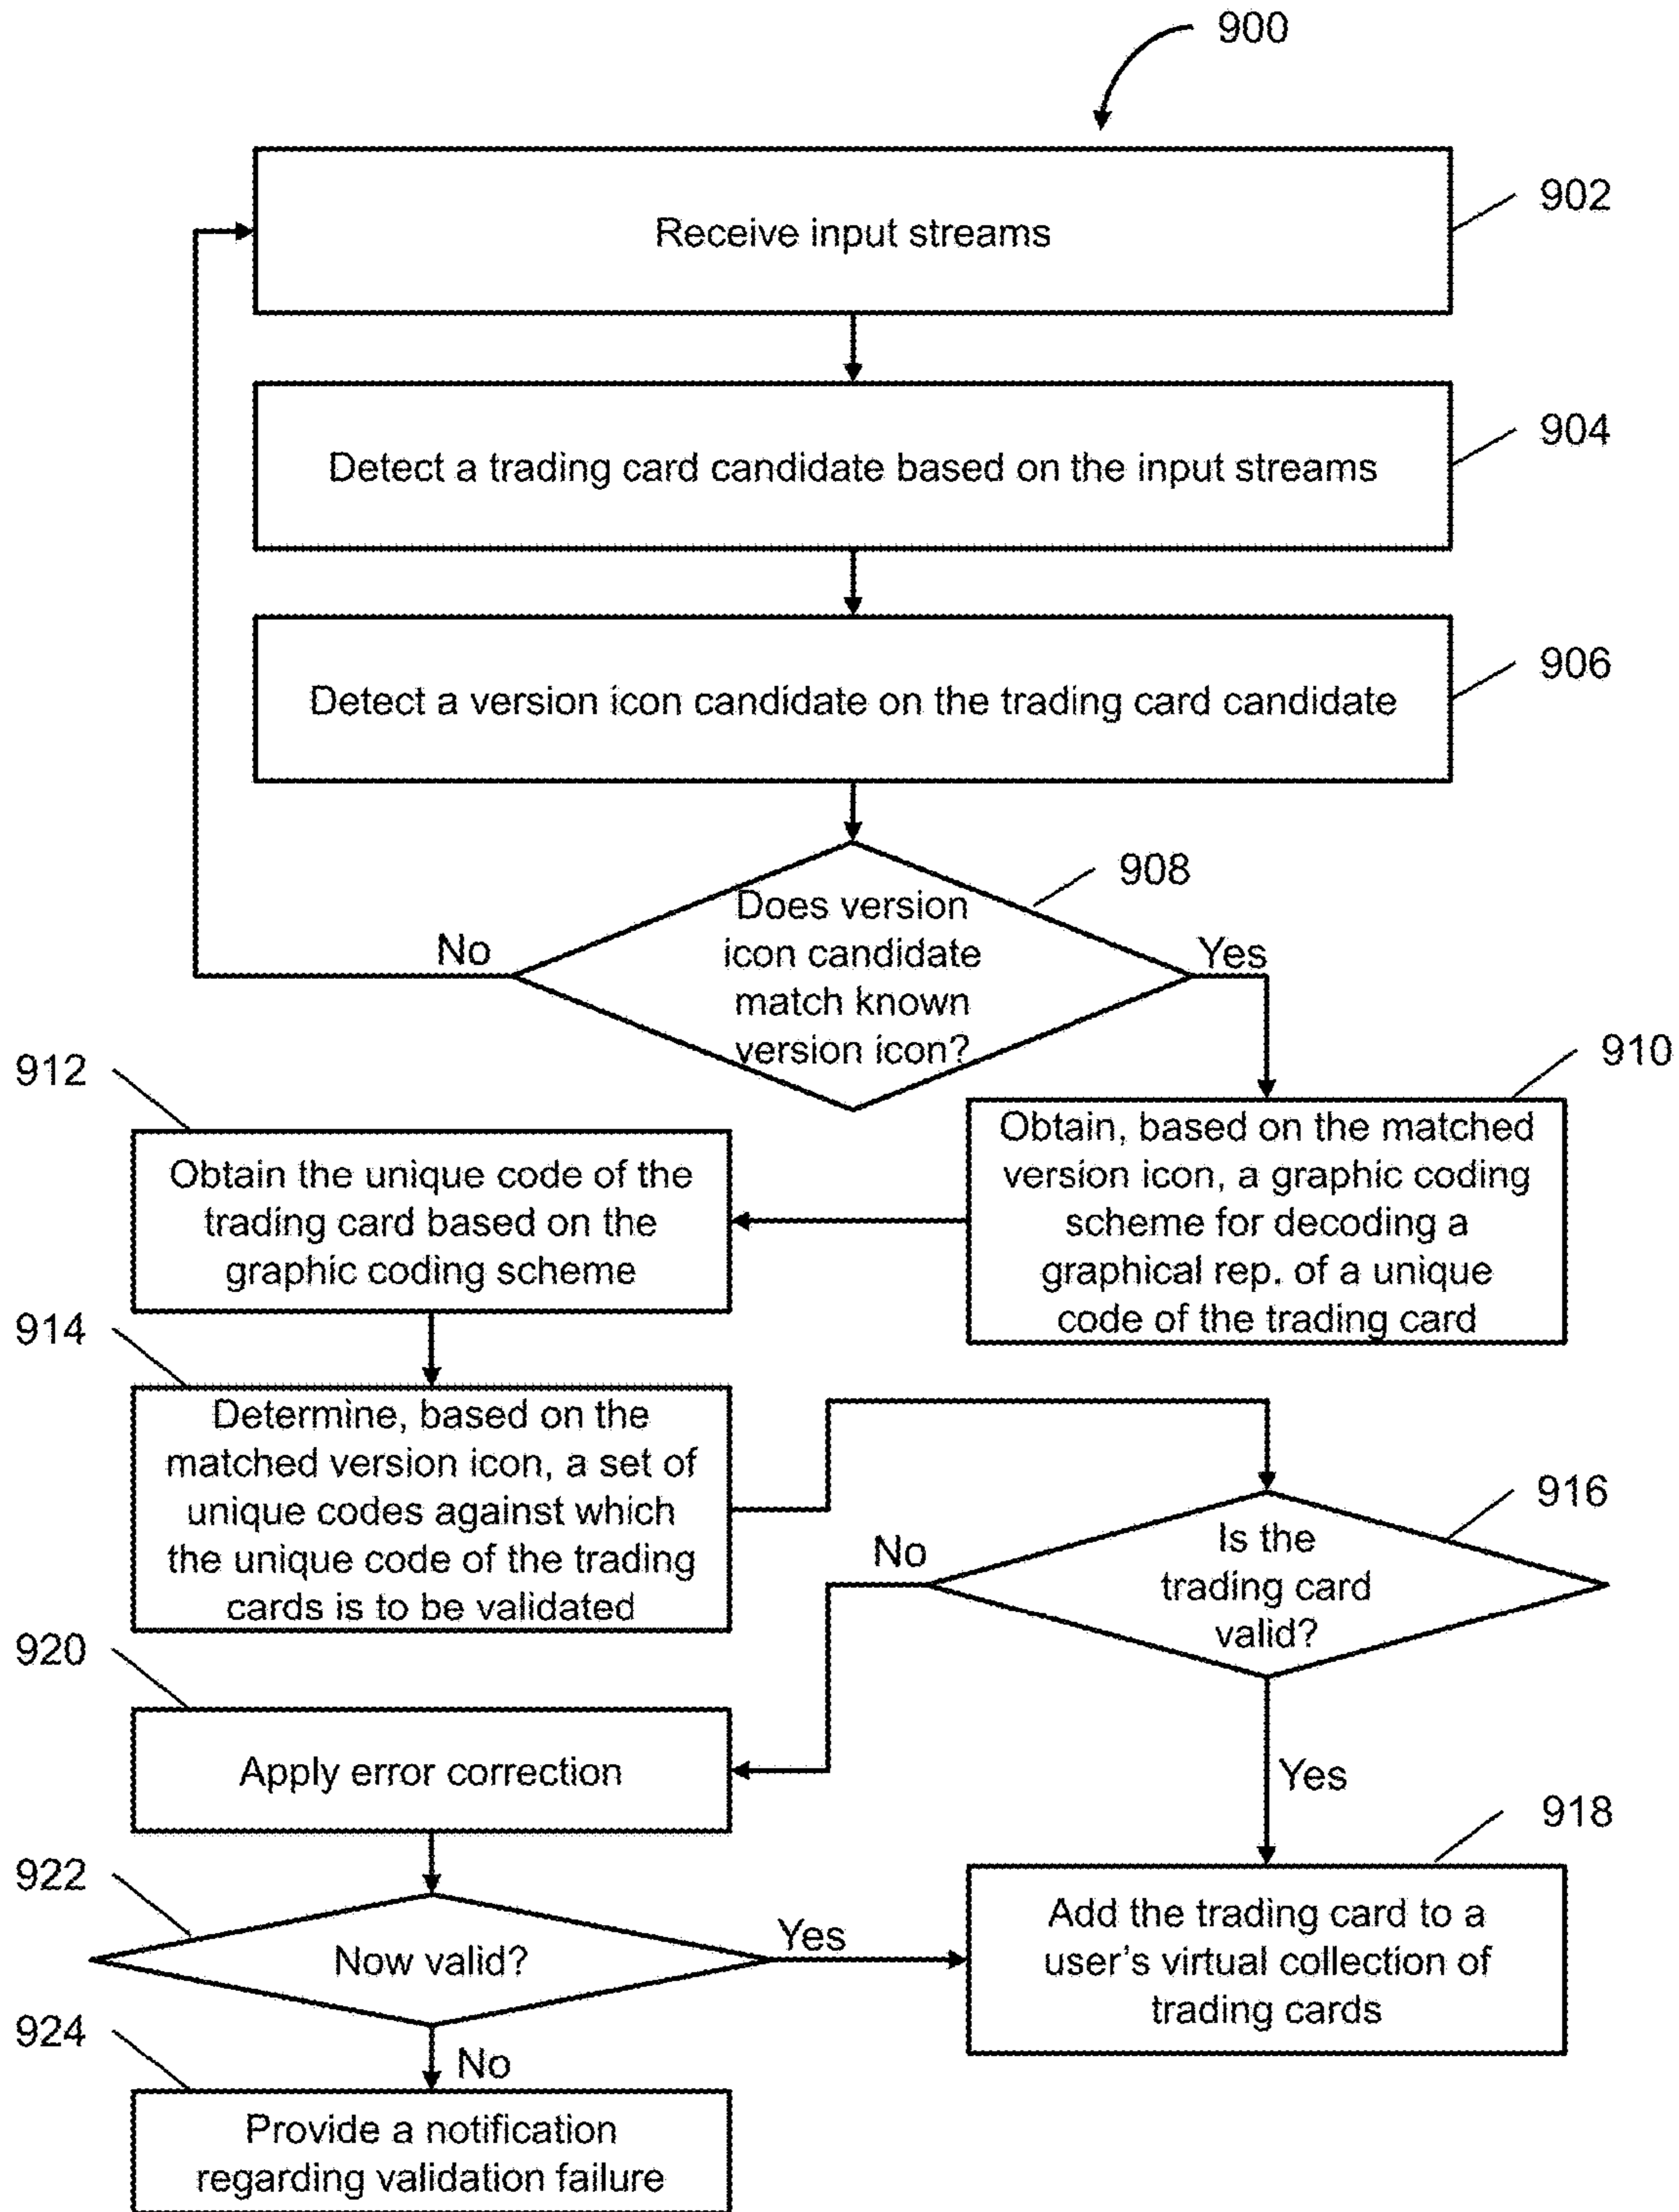 900
Receive input streams
902
Detect a trading card candidate based on the input streams
904
Detect a version icon candidate on the trading card candidate
906
908
Does version
icon candidate
match known
version icon?
No
Yes
910
Obtain, based on the matched
version icon, a graphic coding
scheme for decoding a
graphical rep. of a unique
code of the trading card
912
Obtain the unique code of the
trading card based on the
graphic coding scheme
914
Determine, based on the
matched version icon, a set of
unique codes against which
the unique code of the trading
cards is to be validated
916
Is the
trading card
valid?
No
Yes
920
Apply error correction
918
Add the trading card to a
user's virtual collection of
trading cards
922
Now valid?
Yes
No
924
Provide a notification
regarding validation failure